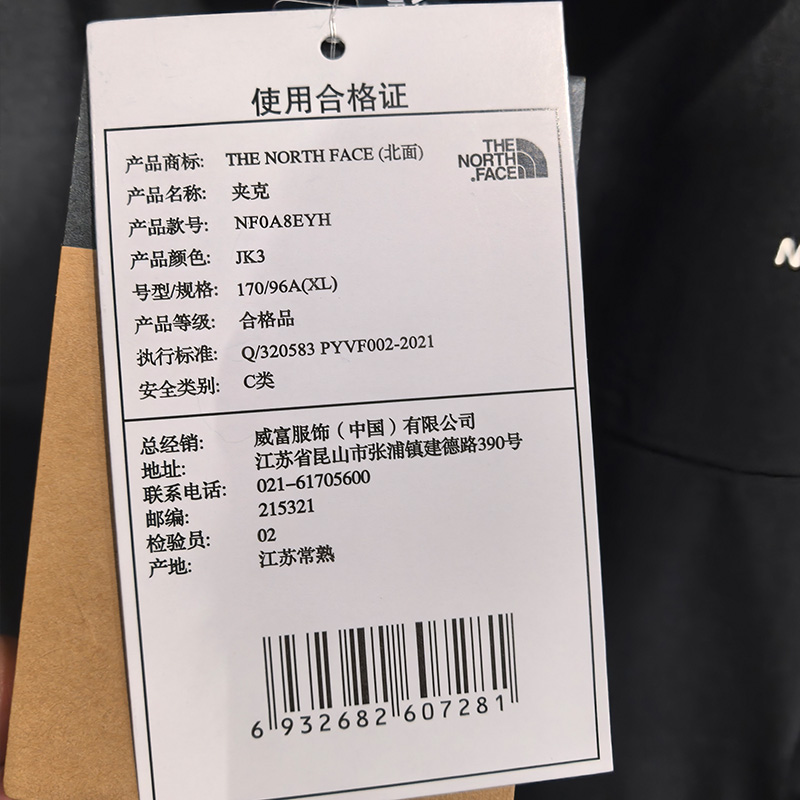 使用合格证
产品商标: THE NORTH FACE (北面)
THE
NORTH
FACE
产品名称: 夹克
产品款号: NF0A8EYH
产品颜色: JK3
号型/规格: 170/96A(XL)
产品等级: 合格品
执行标准: Q/320583 PYVF002-2021
安全类别: C类
总经销: 威富服饰（中国）有限公司
地址: 江苏省昆山市张浦镇建德路390号
联系电话: 021-61705600
邮编: 215321
检验员: 02
产地: 江苏常熟
6 932682 607281
N